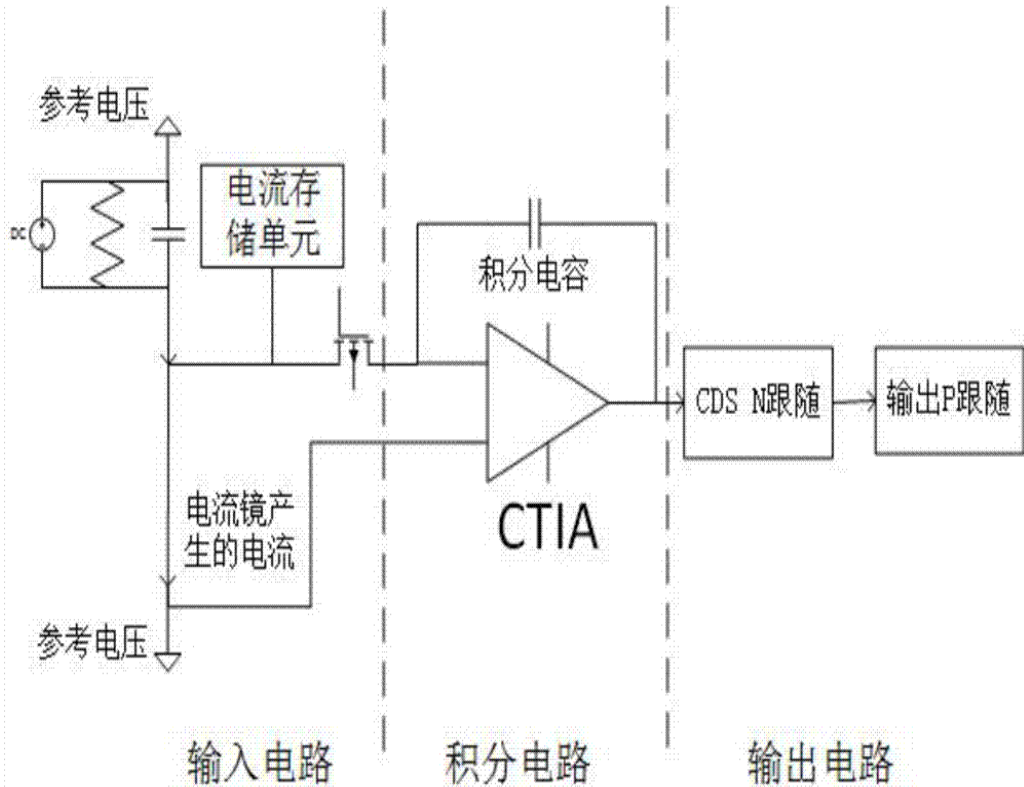 参考电压
DC
电流存
储单元
积分电容
CDS N跟随
输出P跟随
CTIA
电流镜产
生的电流
参考电压
输入电路
积分电路
输出电路